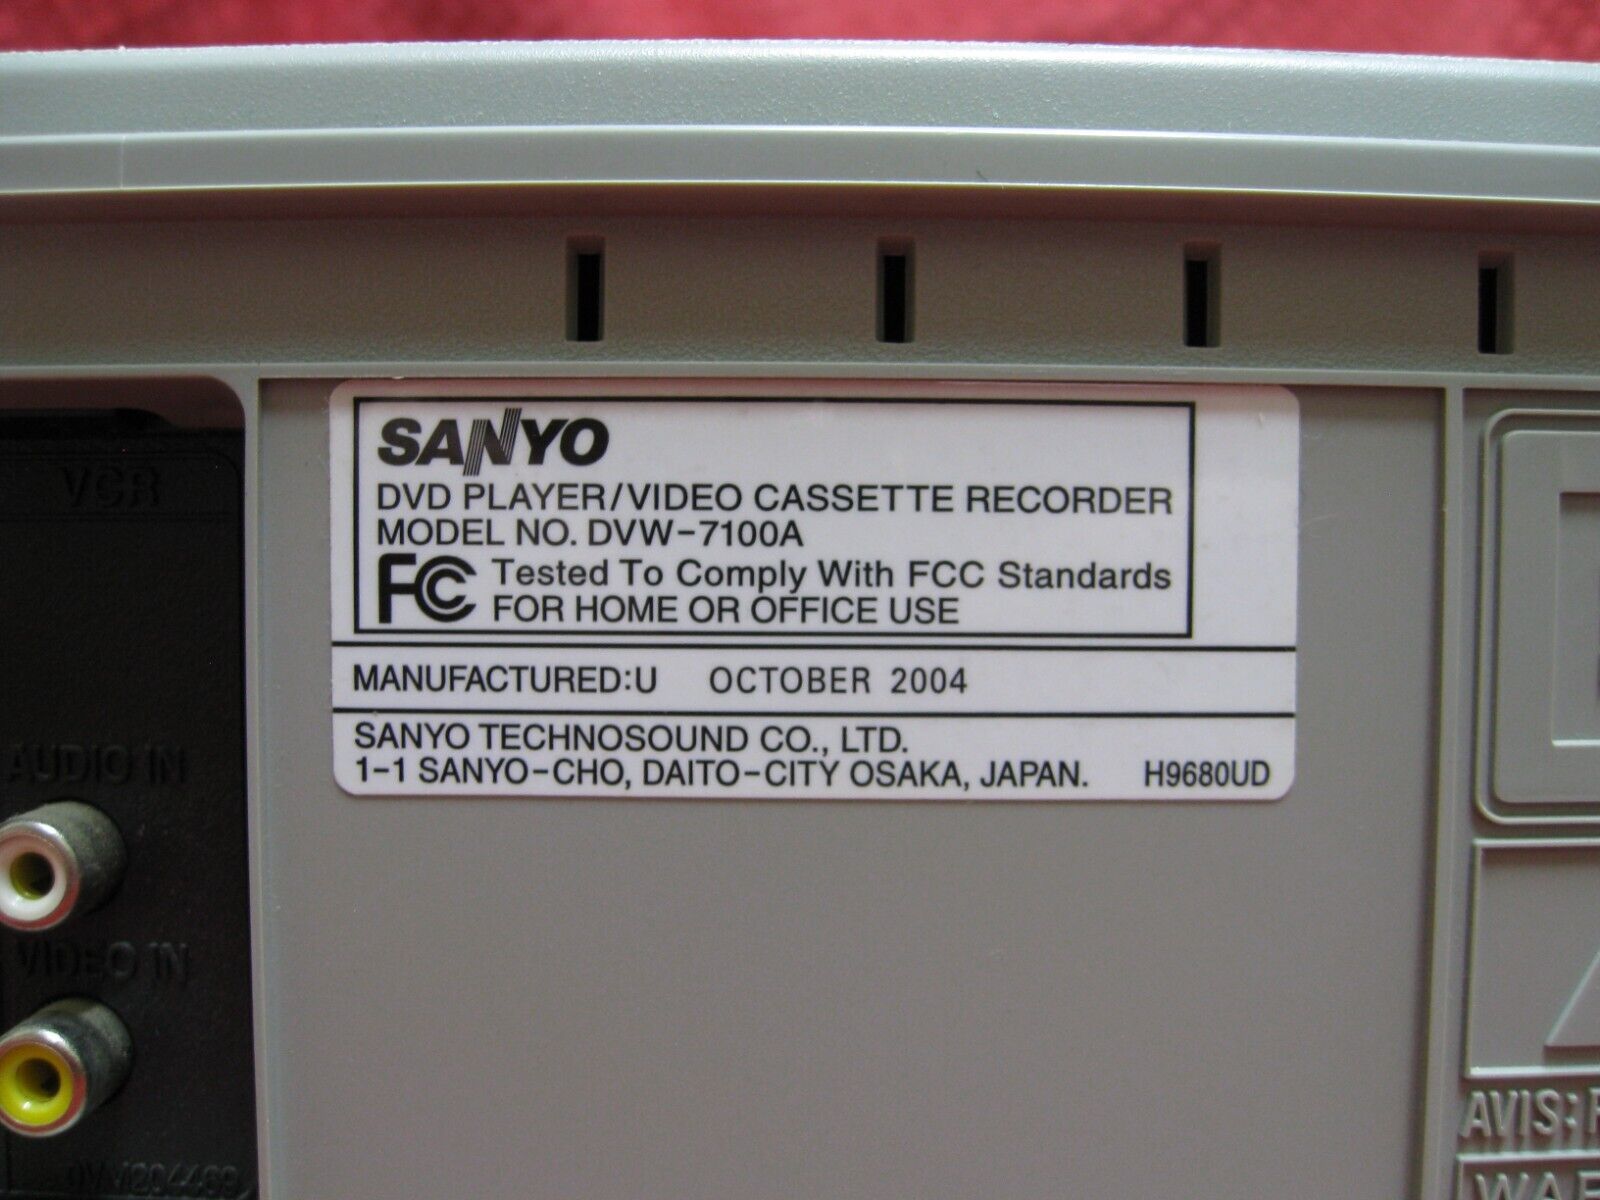 SANYO
DVD PLAYER/VIDEO CASSETTE RECORDER
MODEL NO. DVW-7100A
FC Tested To Comply With FCC Standards
FOR HOME OR OFFICE USE
MANUFACTURED:U OCTOBER 2004
SANYO TECHNOSOUND CO., LTD.
1-1 SANYO-CHO, DAITO-CITY OSAKA, JAPAN. H9680UD
VCR
AUDIO IN
VIDEO IN
AVIS: